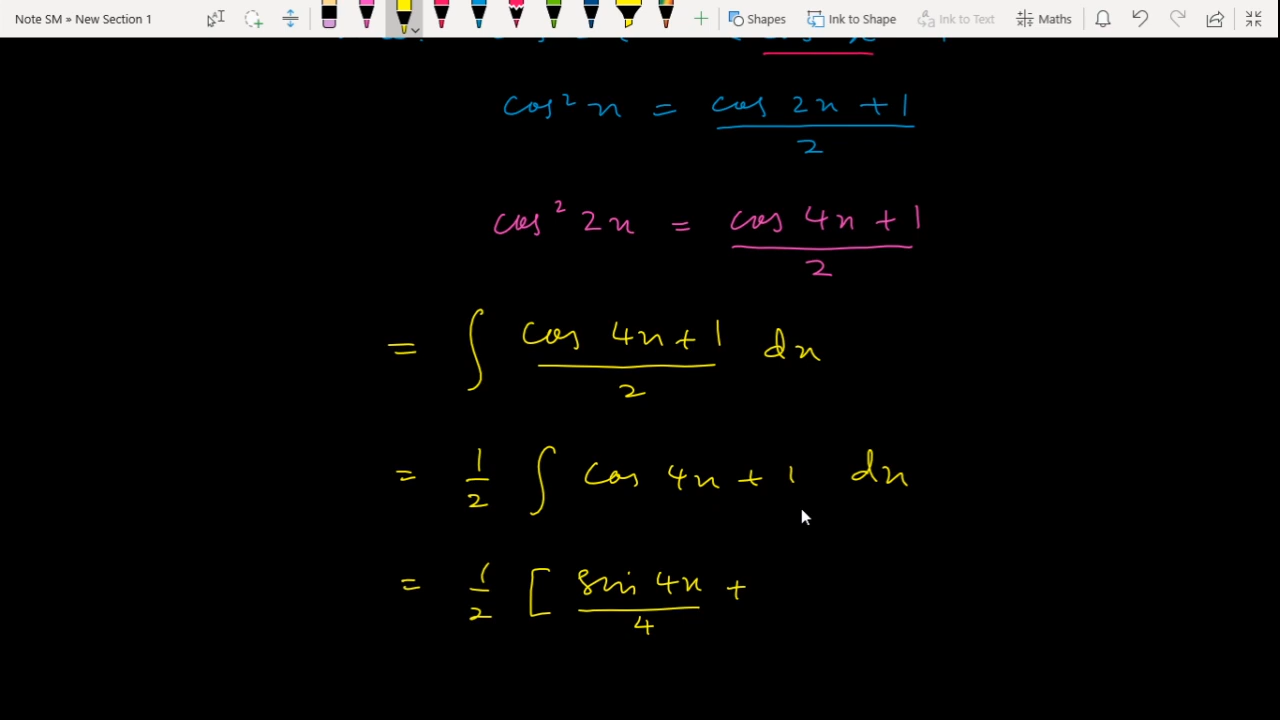 Note SM » New Section 1
Shapes Ink to Shape Ink to Text Maths
cos² x = cos 2x + 1 / 2
cos² 2x = cos 4x + 1 / 2
= ∫ cos 4x + 1 / 2 dx
= 1/2 ∫ cos 4x + 1 dx
= 1/2 [ sin 4x / 4 +